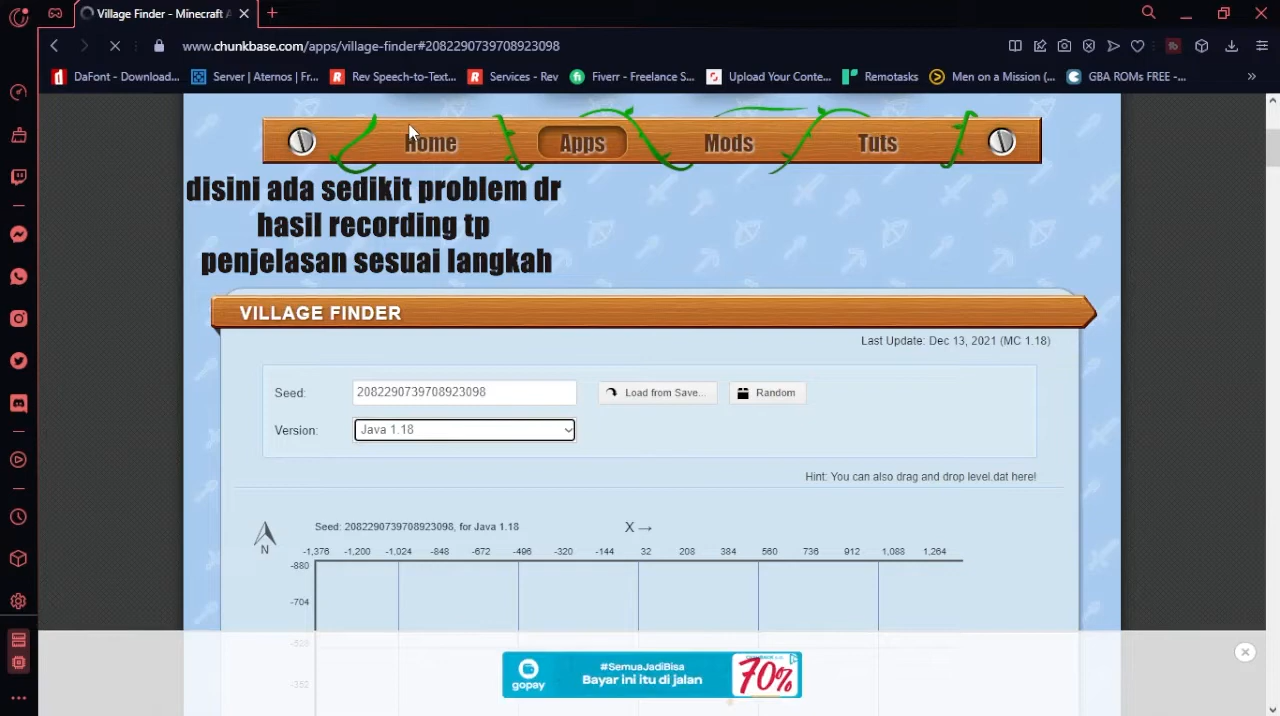 Village Finder - Minecraft A
www.chunkbase.com/apps/village-finder#2082290739708923098
DaFont - Download...
Server | Aternos | Fr...
Rev Speech-to-Text...
Services - Rev
Fiverr - Freelance S...
Upload Your Conte...
Remotasks
Men on a Mission (...
GBA ROMs FREE -...
Home
Apps
Mods
Tuts
disini ada sedikit problem dr
hasil recording tp
penjelasan sesuai langkah
VILLAGE FINDER
Last Update: Dec 13, 2021 (MC 1.18)
Seed:
2082290739708923098
Load from Save...
Random
Version:
Java 1.18
Hint: You can also drag and drop level.dat here!
Seed: 2082290739708923098, for Java 1.18
X →
N
-1,376 -1,200 -1,024 -848 -672 -496 -320 -144 32 208 384 560 736 912 1,088 1,264
-880
-704
-528
-352
gopay
#SemuaJadiBisa
Bayar ini itu di jalan
70%